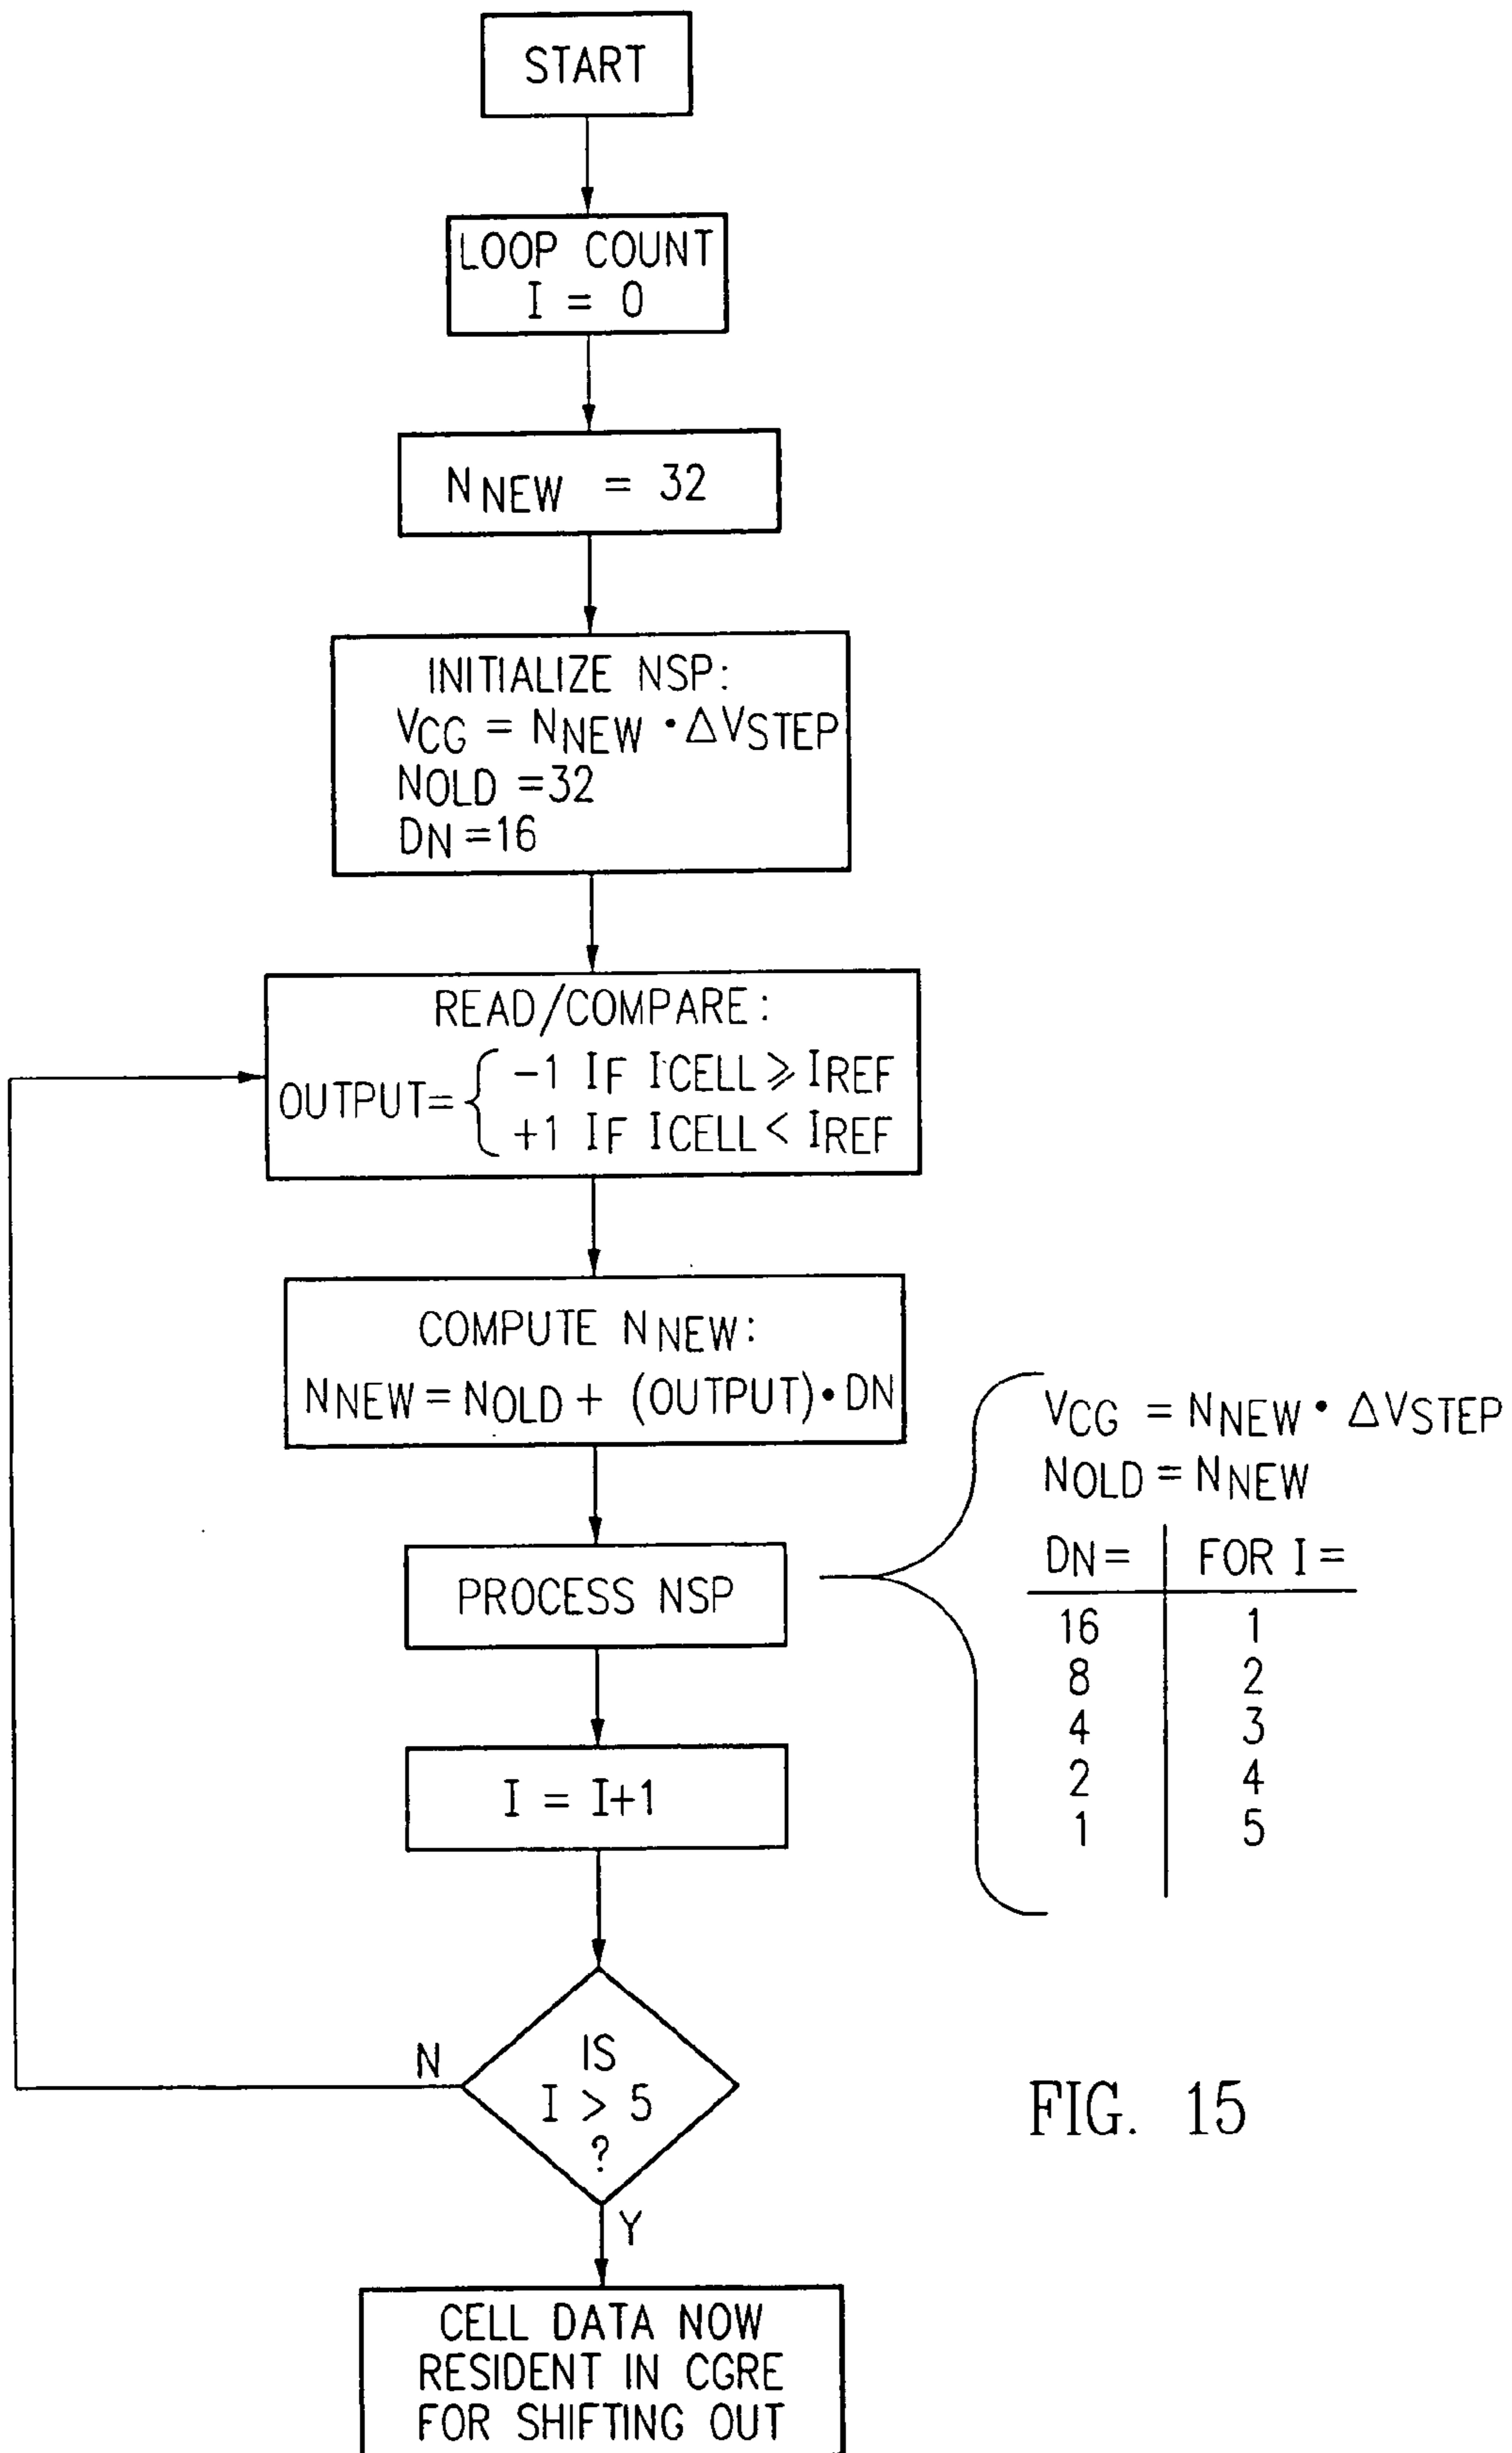 START
LOOP COUNT
I = 0
NNEW = 32
INITIALIZE NSP:
VCG = NNEW • ΔVSTEP
NOLD =32
DN =16
READ/COMPARE:
OUTPUT= { -1 IF ICELL ⩾ IREF
+1 IF ICELL < IREF
COMPUTE NNEW:
NNEW = NOLD + (OUTPUT)• DN
PROCESS NSP
VCG = NNEW • ΔVSTEP
NOLD = NNEW
DN = FOR I =
16 1
8 2
4 3
2 4
1 5
I = I+1
IS
I > 5
?
N
Y
CELL DATA NOW
RESIDENT IN CGRE
FOR SHIFTING OUT
FIG. 15